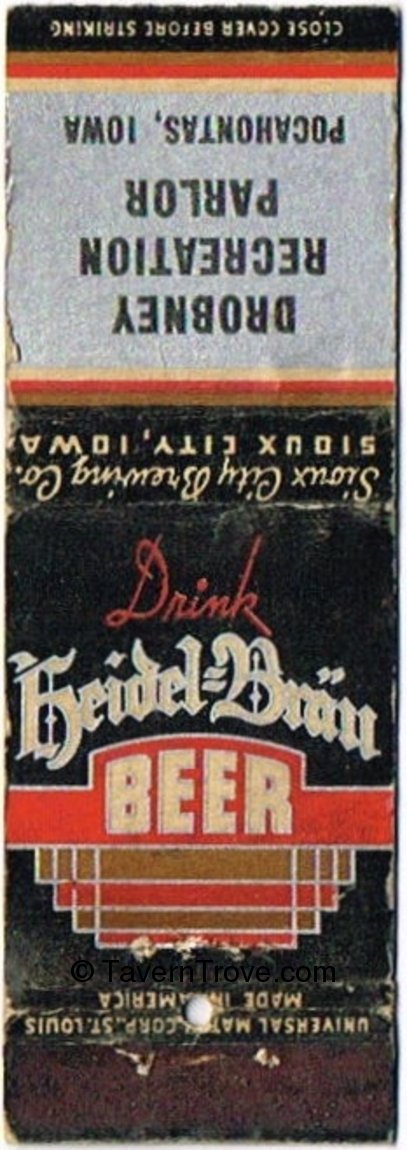 CLOSE COVER BEFORE STRIKING
DROBNEY
RECREATION
PARLOR
POCAHONTAS, IOWA
Sioux City Brewing Co.
SIOUX CITY, IOWA
Drink
Heidel-Bräu
BEER
© TavernTrove.com
UNIVERSAL MATCH CORP., ST. LOUIS
MADE IN AMERICA